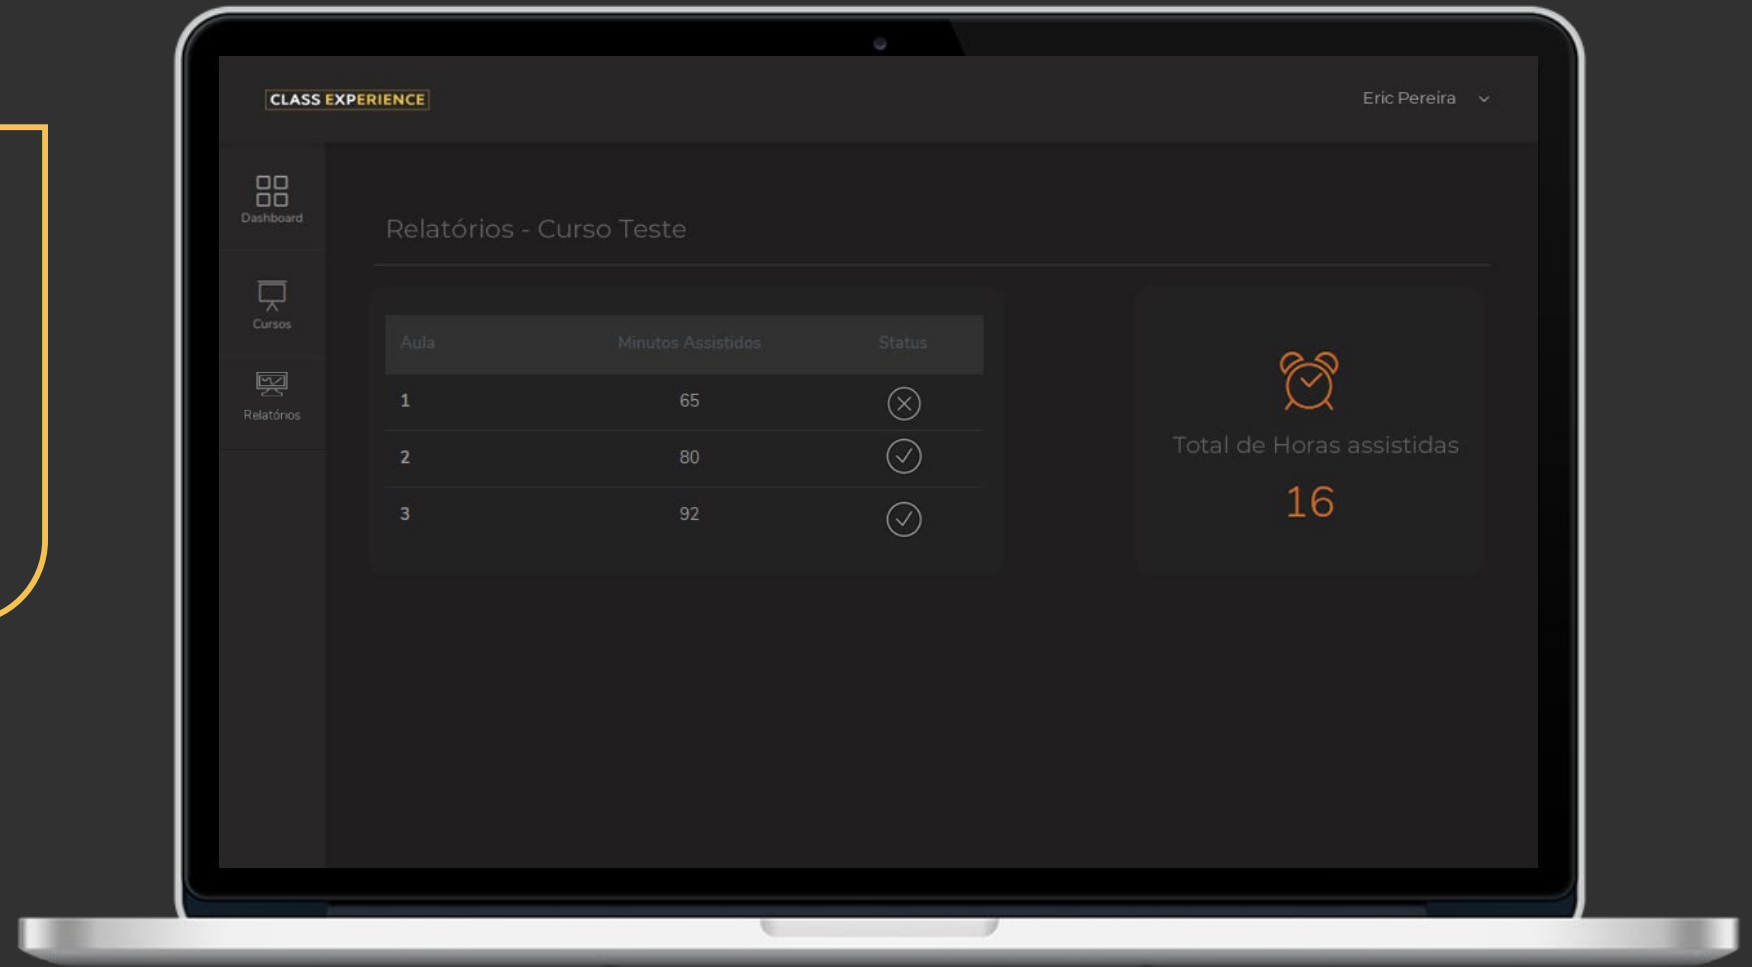 CLASS EXPERIENCE
Eric Pereira
Dashboard
Cursos
Relatórios
Relatórios - Curso Teste
Aula Minutos Assistidos Status
1 65
2 80
3 92
Total de Horas assistidas
16